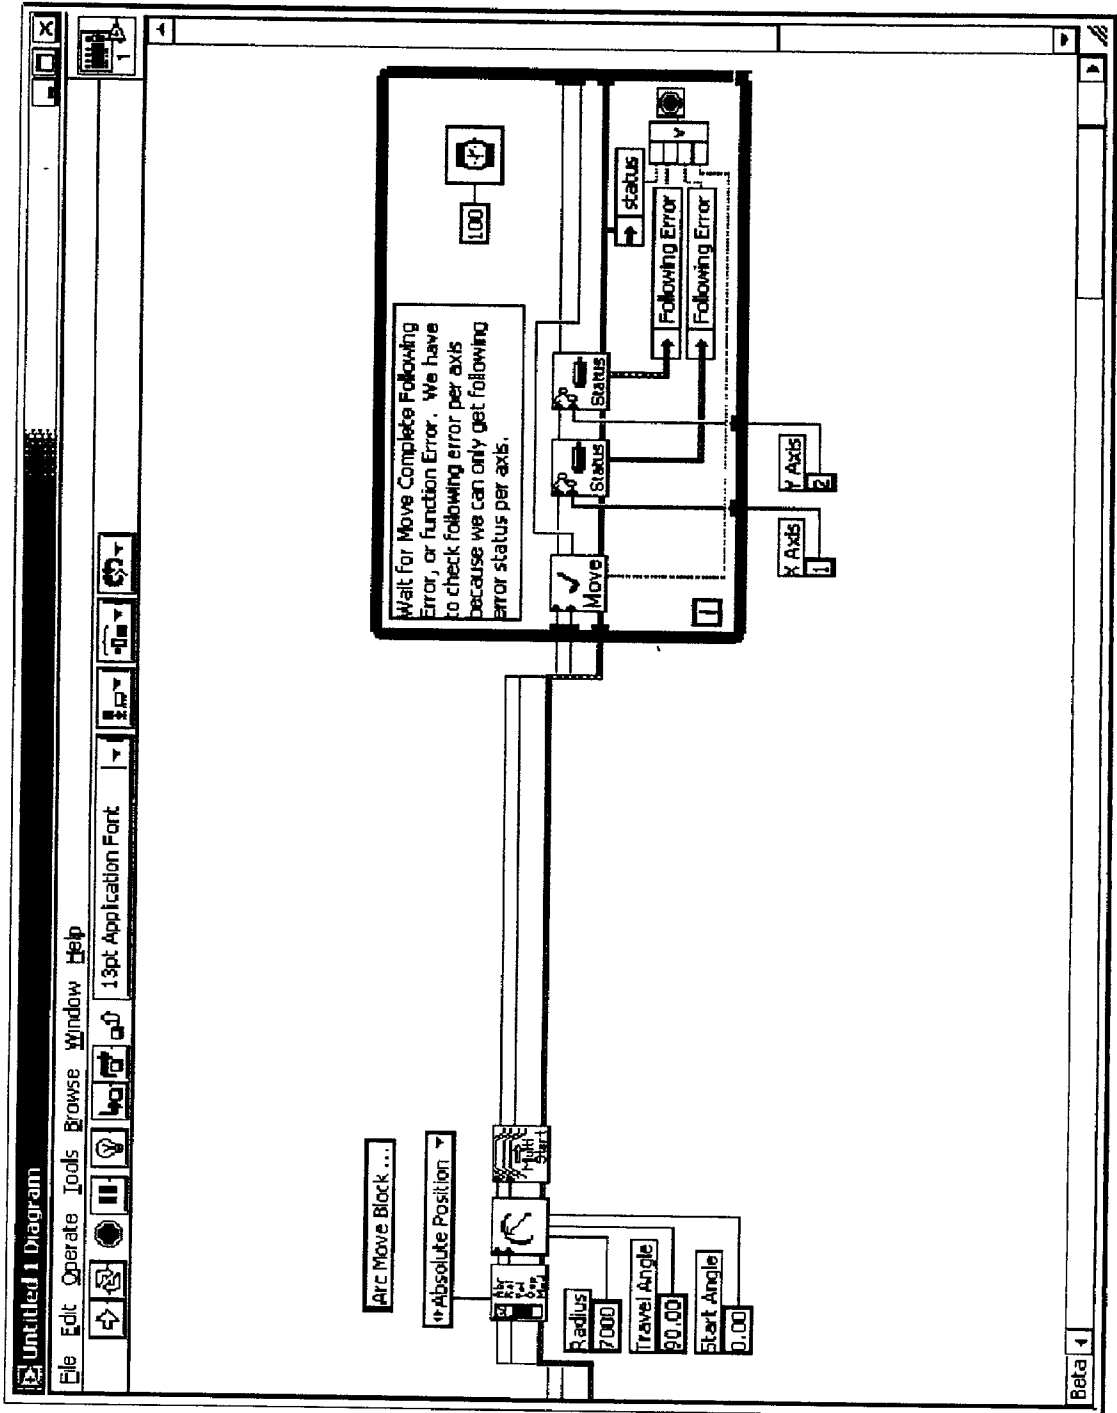 Untitled 1 Diagram
File Edit Operate Tools Browse Window Help
13pt Application Font
1
Arc Move Block ...
Absolute Position
Multi
Start
Radius
7000
Travel Angle
90.00
Start Angle
0.00
Wait for Move Complete Following
Error, or function Error. We have
to check following error per axis
because we can only get following
error status per axis.
100
Move
Status
Status
status
Following Error
Following Error
i
X Axis
1
Y Axis
2
Beta